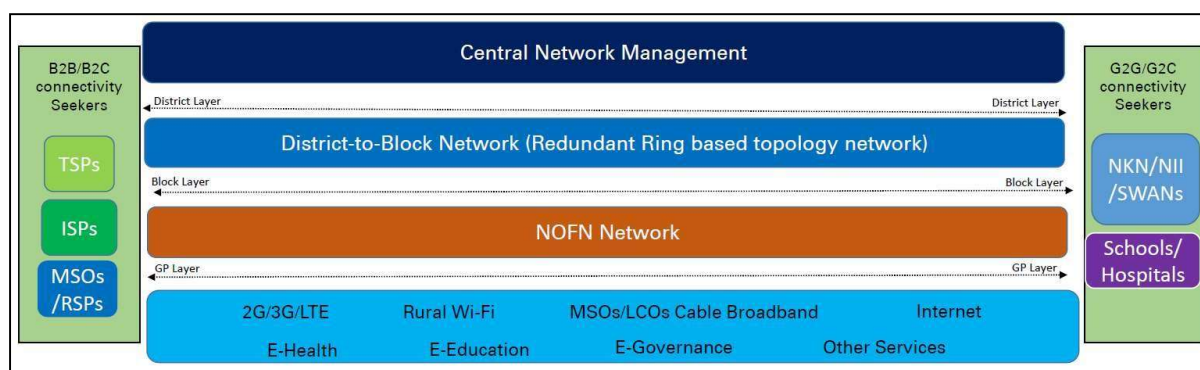 B2B/B2C
connectivity
Seekers
TSPs
ISPs
MSOs
/RSPs
Central Network Management
District Layer
District Layer
District-to-Block Network (Redundant Ring based topology network)
Block Layer
Block Layer
NOFN Network
GP Layer
GP Layer
2G/3G/LTE Rural Wi-Fi MSOs/LCOs Cable Broadband Internet
E-Health E-Education E-Governance Other Services
G2G/G2C
connectivity
Seekers
NKN/NII
/SWANs
Schools/
Hospitals